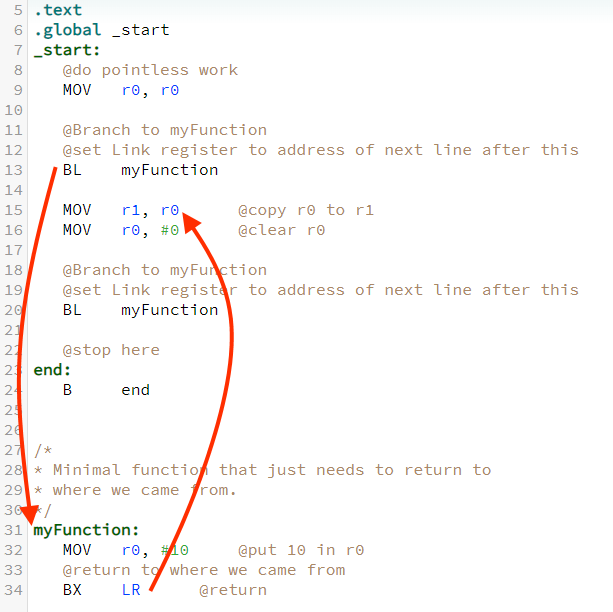 5 .text
6 .global _start
7 _start:
8 @do pointless work
9 MOV r0, r0
10
11 @Branch to myFunction
12 @set Link register to address of next line after this
13 BL myFunction
14
15 MOV r1, r0 @copy r0 to r1
16 MOV r0, #0 @clear r0
17
18 @Branch to myFunction
19 @set Link register to address of next line after this
20 BL myFunction
21
22 @stop here
23 end:
24 B end
25
26
27 /*
28 * Minimal function that just needs to return to
29 * where we came from.
30 */
31 myFunction:
32 MOV r0, #10 @put 10 in r0
33 @return to where we came from
34 BX LR @return